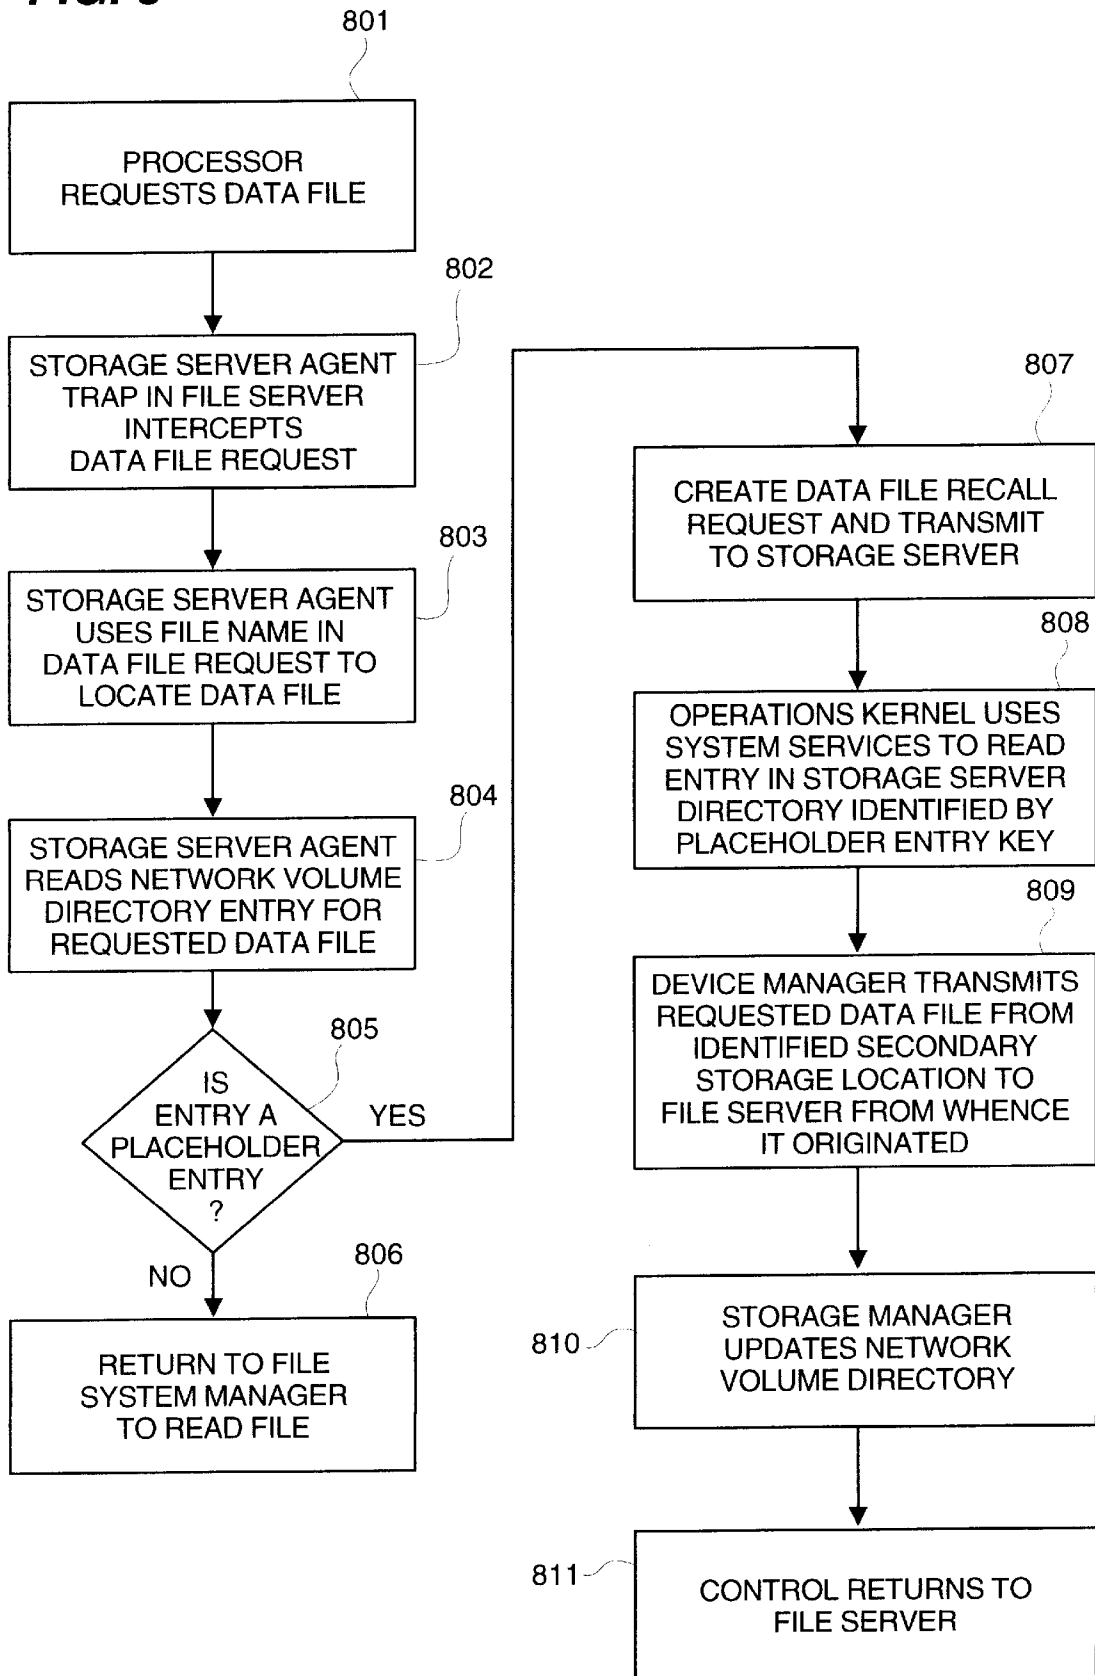 801
PROCESSOR
REQUESTS DATA FILE
802
STORAGE SERVER AGENT
TRAP IN FILE SERVER
INTERCEPTS
DATA FILE REQUEST
803
STORAGE SERVER AGENT
USES FILE NAME IN
DATA FILE REQUEST TO
LOCATE DATA FILE
804
STORAGE SERVER AGENT
READS NETWORK VOLUME
DIRECTORY ENTRY FOR
REQUESTED DATA FILE
805
IS
ENTRY A
PLACEHOLDER
ENTRY
?
YES
NO
806
RETURN TO FILE
SYSTEM MANAGER
TO READ FILE
807
CREATE DATA FILE RECALL
REQUEST AND TRANSMIT
TO STORAGE SERVER
808
OPERATIONS KERNEL USES
SYSTEM SERVICES TO READ
ENTRY IN STORAGE SERVER
DIRECTORY IDENTIFIED BY
PLACEHOLDER ENTRY KEY
809
DEVICE MANAGER TRANSMITS
REQUESTED DATA FILE FROM
IDENTIFIED SECONDARY
STORAGE LOCATION TO
FILE SERVER FROM WHENCE
IT ORIGINATED
810
STORAGE MANAGER
UPDATES NETWORK
VOLUME DIRECTORY
811
CONTROL RETURNS TO
FILE SERVER